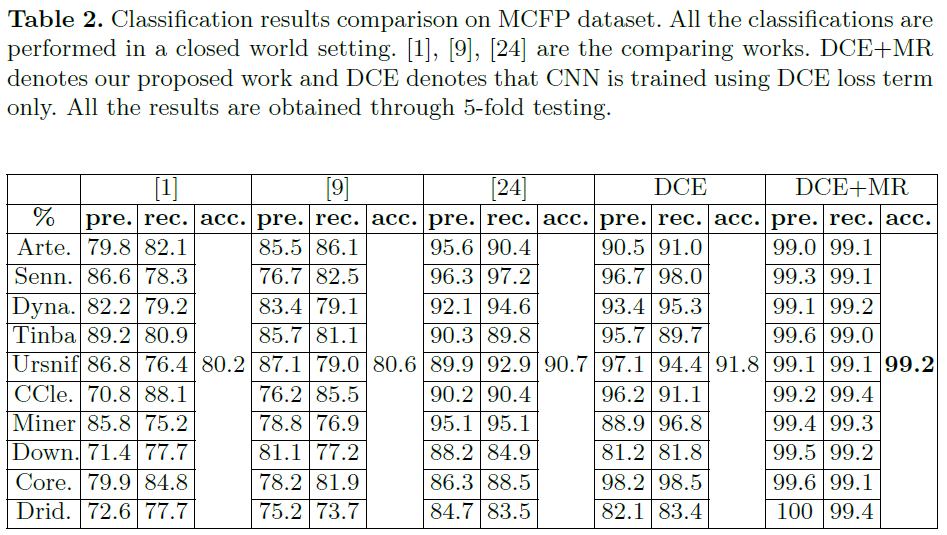 Table 2. Classification results comparison on MCFP dataset. All the classifications are
performed in a closed world setting. [1], [9], [24] are the comparing works. DCE+MR
denotes our proposed work and DCE denotes that CNN is trained using DCE loss term
only. All the results are obtained through 5-fold testing.
[1] [9] [24] DCE DCE+MR
% pre. rec. acc. pre. rec. acc. pre. rec. acc. pre. rec. acc. pre. rec. acc.
Arte. 79.8 82.1 85.5 86.1 95.6 90.4 90.5 91.0 99.0 99.1
Senn. 86.6 78.3 76.7 82.5 96.3 97.2 96.7 98.0 99.3 99.1
Dyna. 82.2 79.2 83.4 79.1 92.1 94.6 93.4 95.3 99.1 99.2
Tinba 89.2 80.9 85.7 81.1 90.3 89.8 95.7 89.7 99.6 99.0
Ursnif 86.8 76.4 80.2 87.1 79.0 80.6 89.9 92.9 90.7 97.1 94.4 91.8 99.1 99.1 99.2
CCle. 70.8 88.1 76.2 85.5 90.2 90.4 96.2 91.1 99.2 99.4
Miner 85.8 75.2 78.8 76.9 95.1 95.1 88.9 96.8 99.4 99.3
Down. 71.4 77.7 81.1 77.2 88.2 84.9 81.2 81.8 99.5 99.2
Core. 79.9 84.8 78.2 81.9 86.3 88.5 98.2 98.5 99.6 99.1
Drid. 72.6 77.7 75.2 73.7 84.7 83.5 82.1 83.4 100 99.4